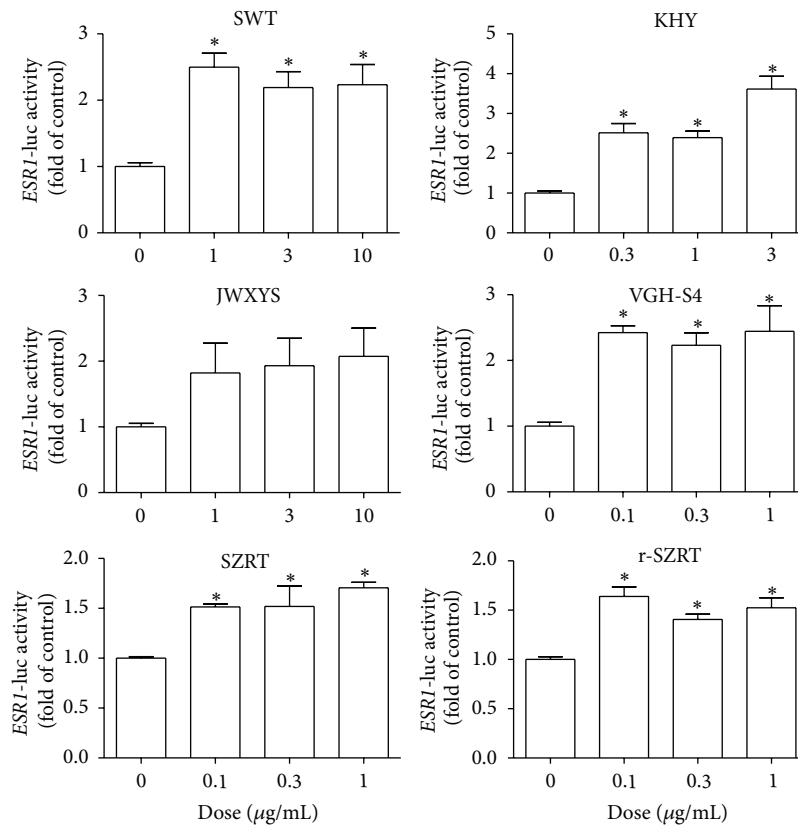 SWT
ESR1-luc activity
(fold of control)
3
2
1
0
* * *
0 1 3 10
KHY
ESR1-luc activity
(fold of control)
5
4
3
2
1
0
* * *
0 0.3 1 3
JWXYS
ESR1-luc activity
(fold of control)
3
2
1
0
0 1 3 10
VGH-S4
ESR1-luc activity
(fold of control)
3
2
1
0
* * *
0 0.1 0.3 1
SZRT
ESR1-luc activity
(fold of control)
2.0
1.5
1.0
0.5
0.0
* * *
0 0.1 0.3 1
Dose (μg/mL)
r-SZRT
ESR1-luc activity
(fold of control)
2.0
1.5
1.0
0.5
0.0
* * *
0 0.1 0.3 1
Dose (μg/mL)